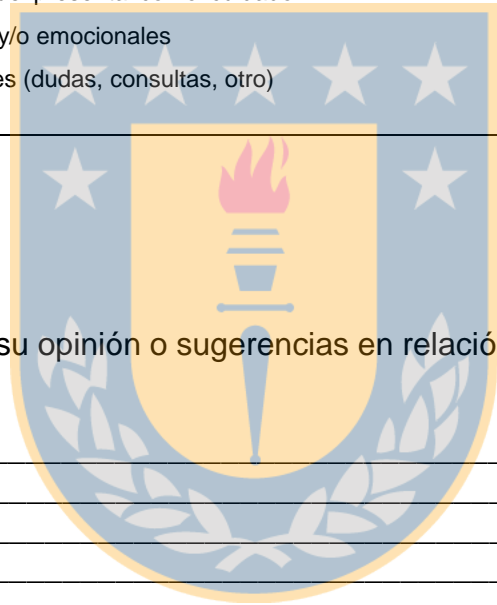 y/o emocionales
es (dudas, consultas, otro)
su opinión o sugerencias en relació